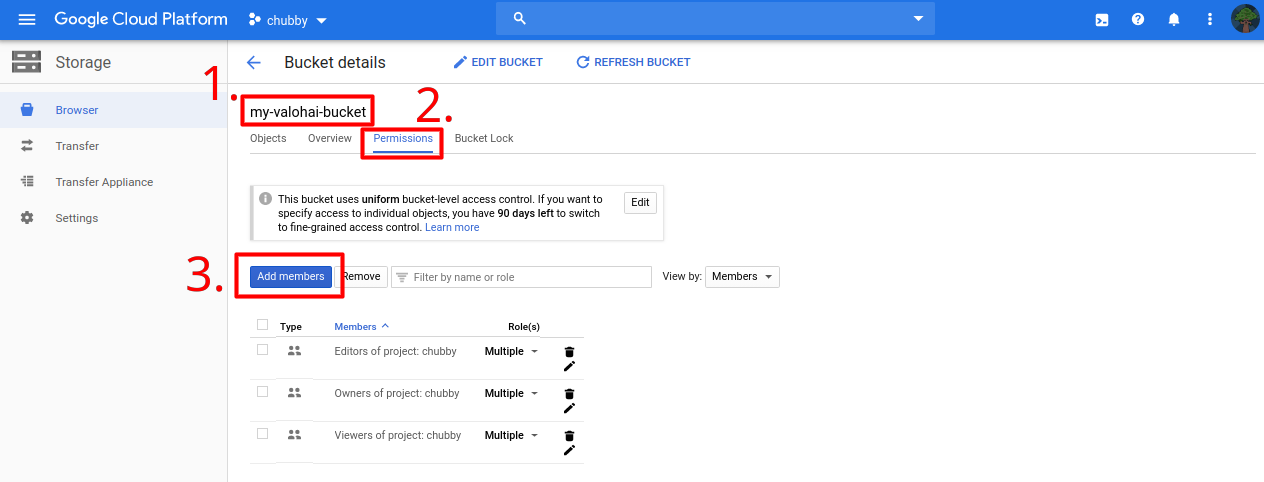 Google Cloud Platform chubby
Storage
Bucket details EDIT BUCKET REFRESH BUCKET
1.
my-valohai-bucket
2.
Browser
Transfer
Transfer Appliance
Settings
Objects Overview Permissions Bucket Lock
This bucket uses uniform bucket-level access control. If you want to
specify access to individual objects, you have 90 days left to switch
to fine-grained access control. Learn more
Edit
3.
Add members Remove Filter by name or role View by: Members
Type Members Role(s)
Editors of project: chubby Multiple
Owners of project: chubby Multiple
Viewers of project: chubby Multiple